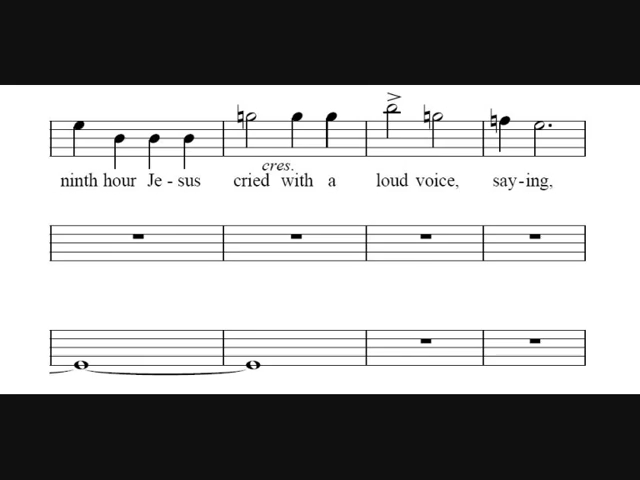 cres.
ninth hour Je - sus cried with a loud voice, say - ing,